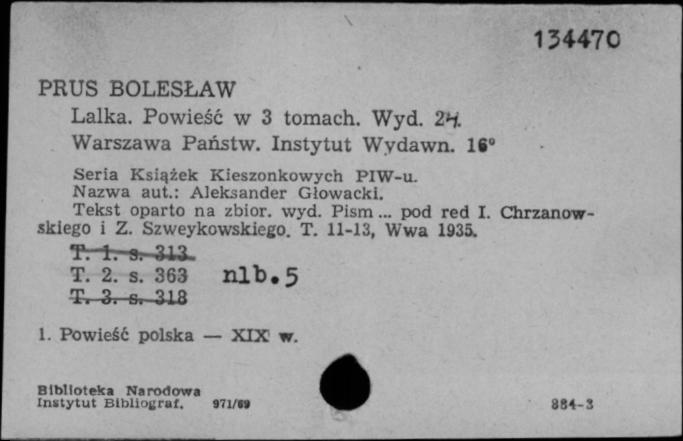 134470
PRUS BOLESŁAW
Lalka. Powieść w 3 tomach. Wyd. 24.
Warszawa Państw. Instytut Wydawn. 16°
Seria Książek Kieszonkowych PIW-u.
Nazwa aut.: Aleksander Głowacki.
Tekst oparto na zbior. wyd. Pism ... pod red I. Chrzanow-
skiego i Z. Szweykowskiego. T. 11-13, Wwa 1935.
T. 1. s. 313.
T. 2. s. 363 nlb. 5
T. 3. s. 318
1. Powieść polska — XIX w.
Biblioteka Narodowa
Instytut Bibliograf. 971/69
884-3